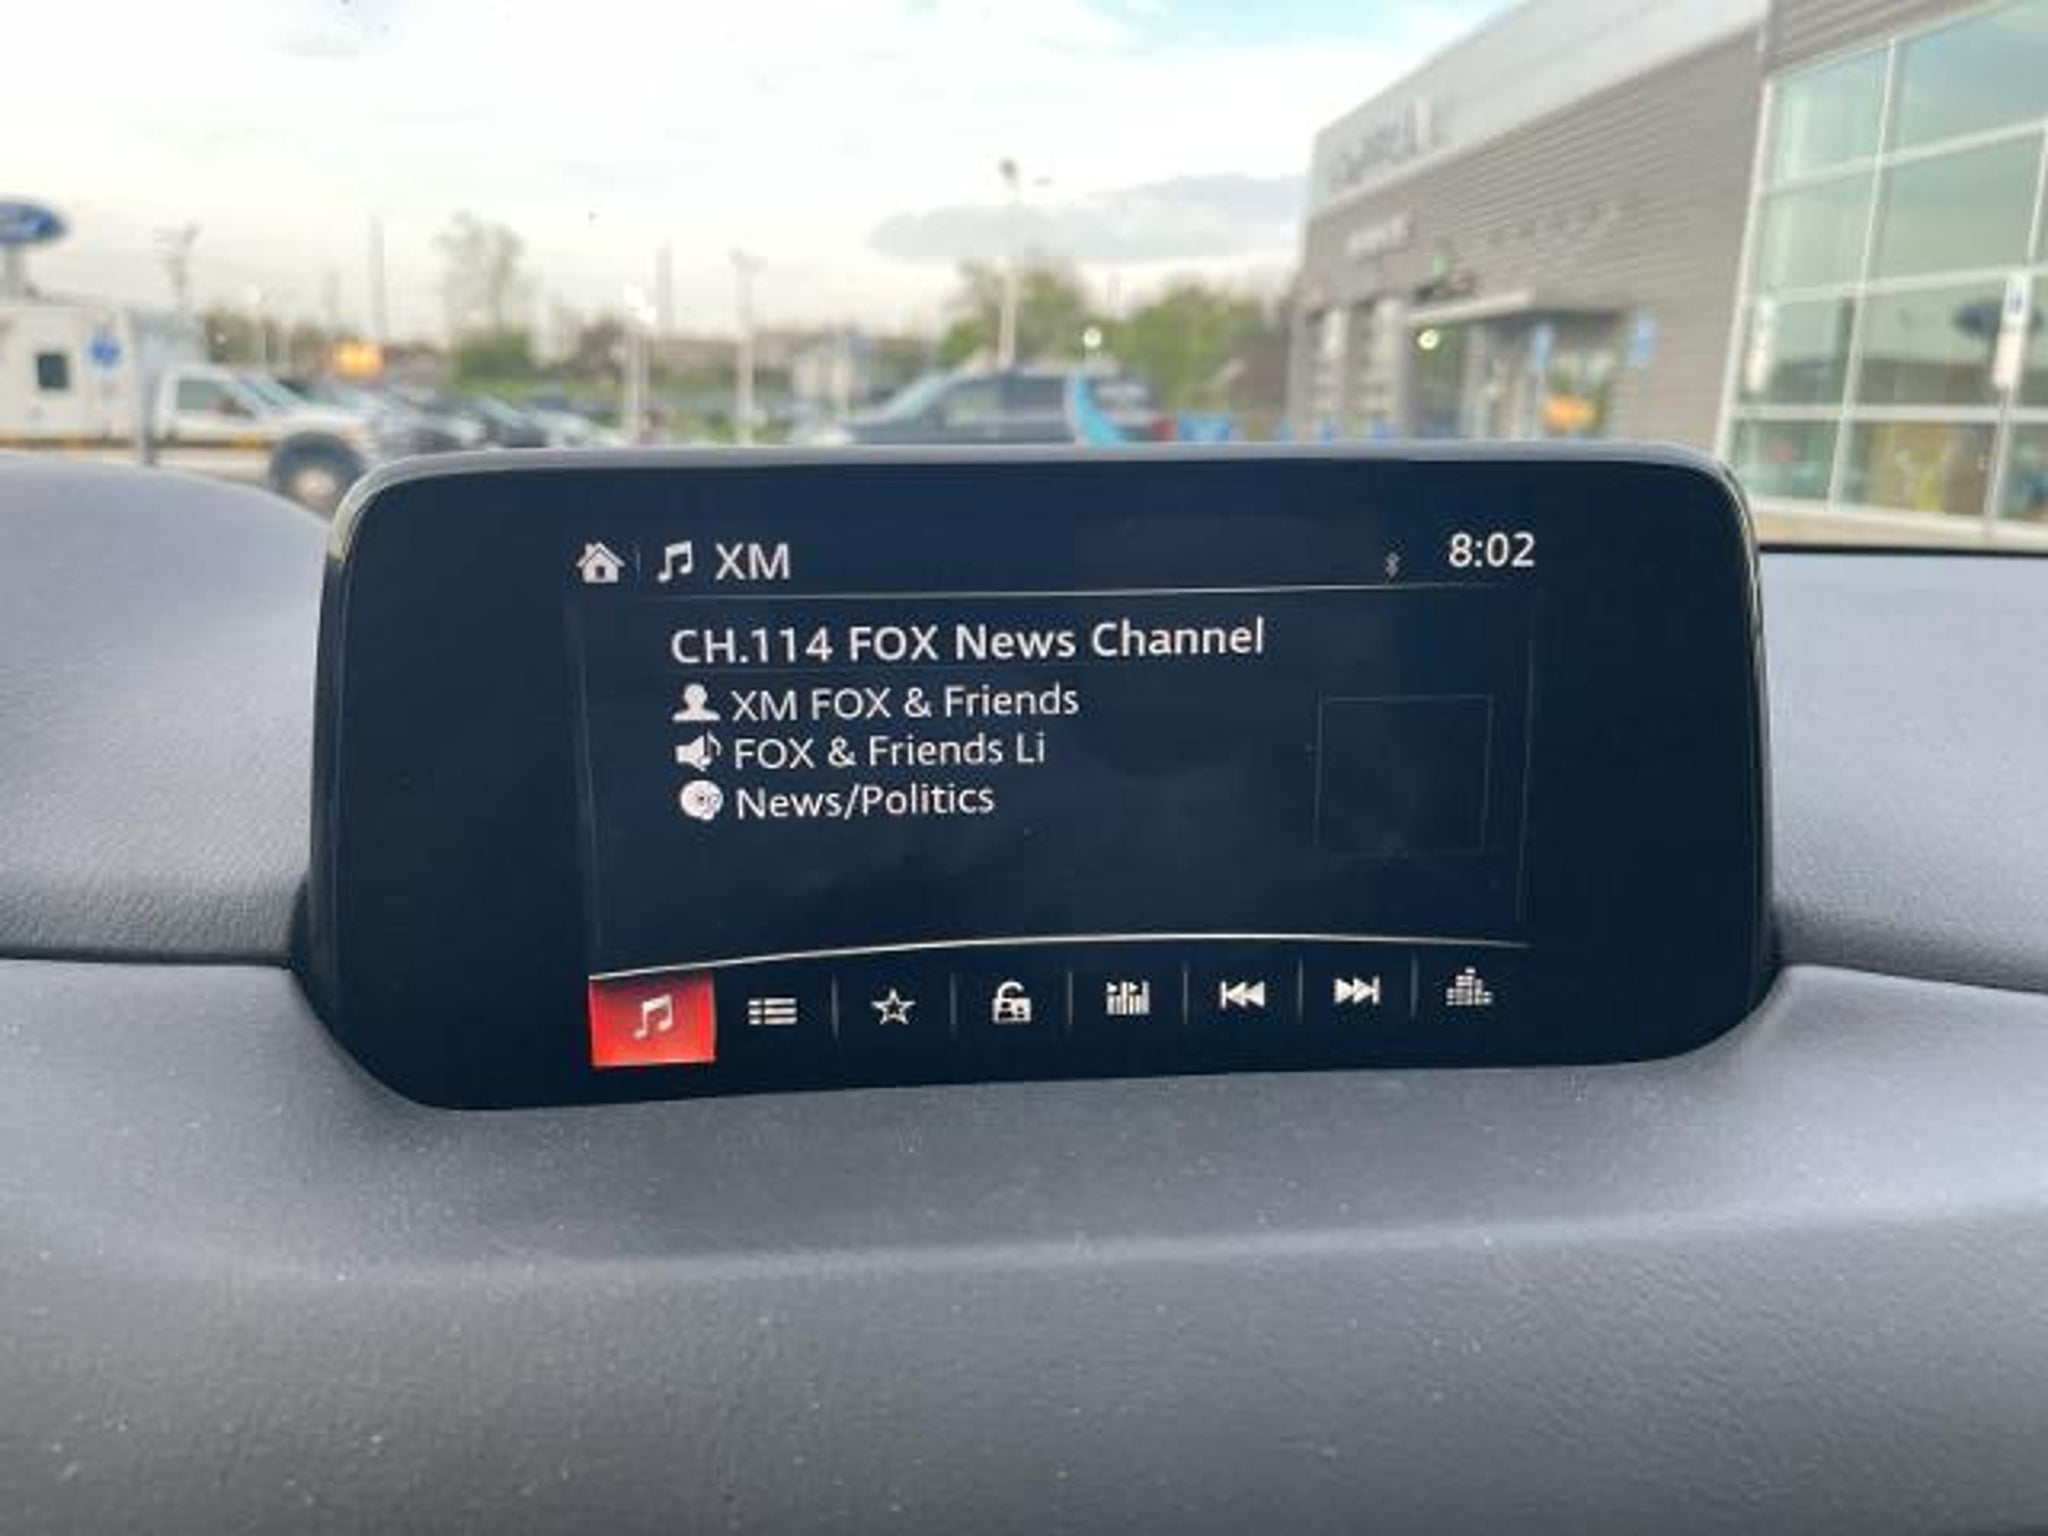 XM
8:02
CH.114 FOX News Channel
XM FOX & Friends
FOX & Friends Li
News/Politics